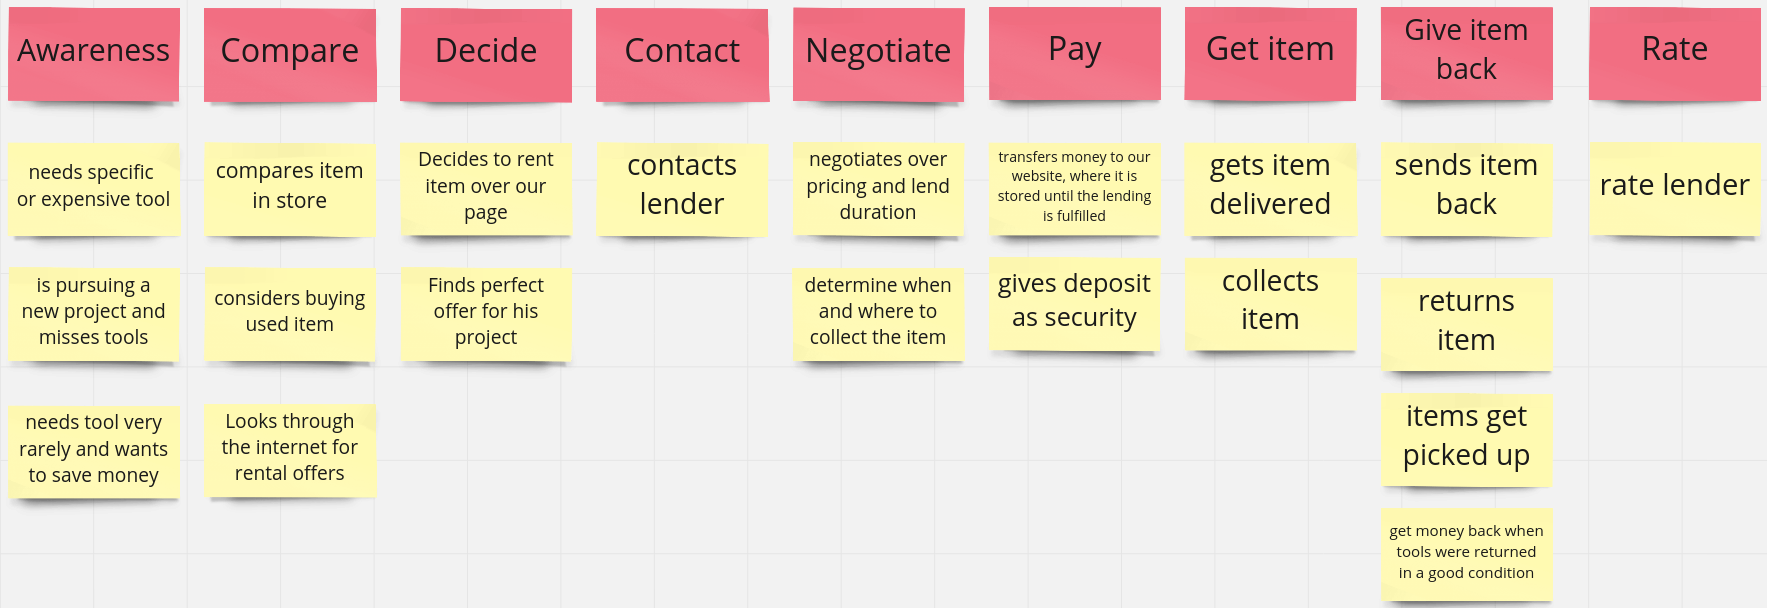 Awareness
Compare
Decide
Contact
Negotiate
Pay
Get item
Give item
back
Rate
needs specific
or expensive tool
is pursuing a
new project and
misses tools
needs tool very
rarely and wants
to save money
compares item
in store
considers buying
used item
Looks through
the internet for
rental offers
Decides to rent
item over our
page
Finds perfect
offer for his
project
contacts
lender
negotiates over
pricing and lend
duration
determine when
and where to
collect the item
transfers money to our
website, where it is
stored until the lending
is fulfilled
gives deposit
as security
gets item
delivered
collects
item
sends item
back
returns
item
items get
picked up
get money back when
tools were returned
in a good condition
rate lender